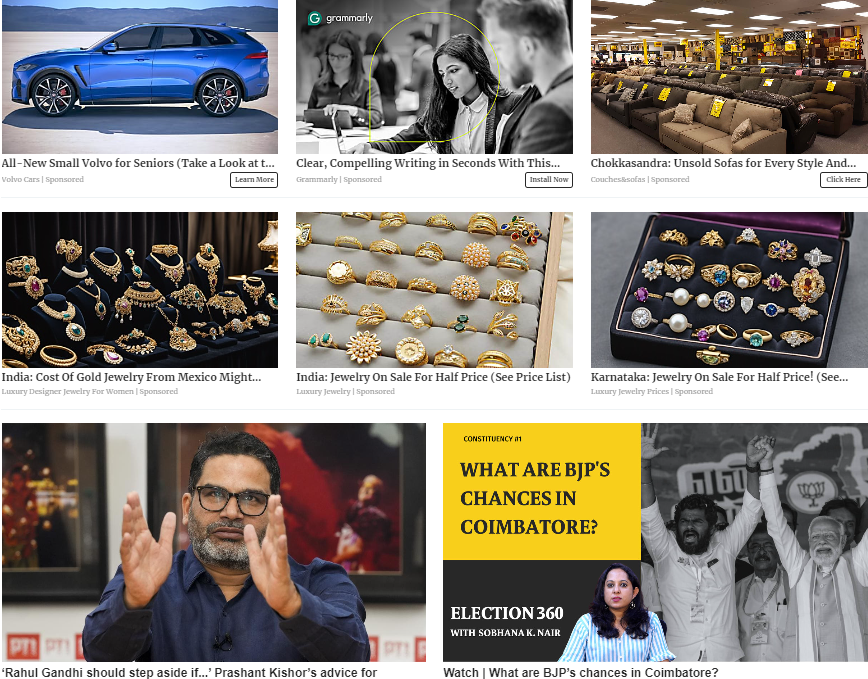 grammarly
All-New Small Volvo for Seniors (Take a Look at t...
Volvo Cars | Sponsored
Learn More
Clear, Compelling Writing in Seconds With This...
Grammarly | Sponsored
Install Now
Chokkasandra: Unsold Sofas for Every Style And...
Couches&sofas | Sponsored
Click Here
India: Cost Of Gold Jewelry From Mexico Might...
Luxury Designer Jewelry For Women | Sponsored
India: Jewelry On Sale For Half Price (See Price List)
Luxury Jewelry | Sponsored
Karnataka: Jewelry On Sale For Half Price! (See...
Luxury Jewelry Prices | Sponsored
PTI
PTI
CONSTITUENCY #1
WHAT ARE BJP'S
CHANCES IN
COIMBATORE?
ELECTION 360
WITH SOBHANA K. NAIR
‘Rahul Gandhi should step aside if...’ Prashant Kishor’s advice for
Watch | What are BJP’s chances in Coimbatore?